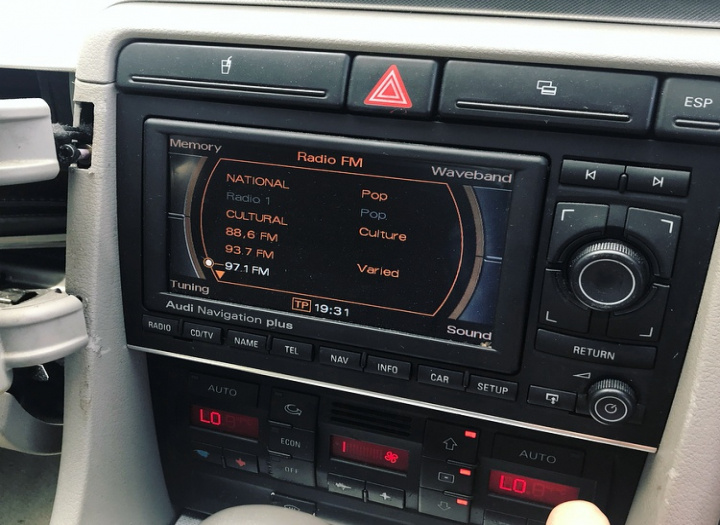 ESP
Memory
Radio FM
Waveband
NATIONAL Pop
Radio 1 Pop
CULTURAL Culture
88,6 FM
93.7 FM
97.1 FM Varied
Tuning
TP 19:31
Sound
Audi Navigation plus
RADIO CD/TV NAME TEL NAV INFO CAR SETUP
RETURN
AUTO
LO
ECON
OFF
1
AUTO
LO